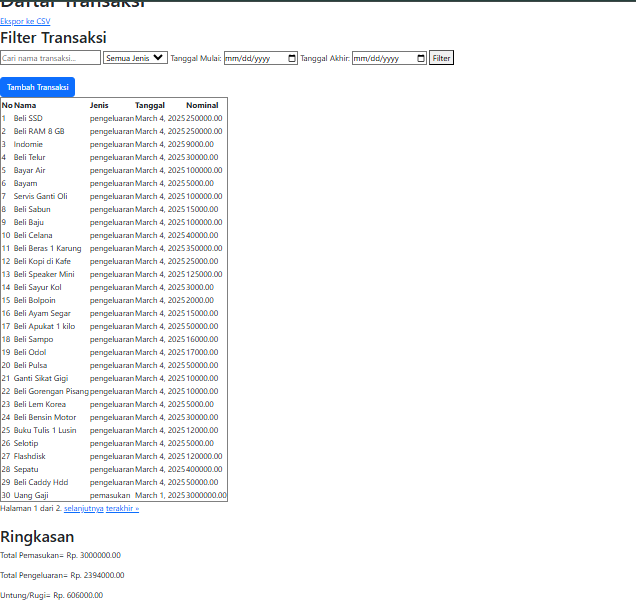 Daftar Transaksi
Ekspor ke CSV
Filter Transaksi
Cari nama transaksi... Semua Jenis Tanggal Mulai: mm/dd/yyyy Tanggal Akhir: mm/dd/yyyy Filter
Tambah Transaksi
No Nama Jenis Tanggal Nominal
1 Beli SSD pengeluaran March 4, 2025 250000.00
2 Beli RAM 8 GB pengeluaran March 4, 2025 250000.00
3 Indomie pengeluaran March 4, 2025 9000.00
4 Beli Telur pengeluaran March 4, 2025 30000.00
5 Bayar Air pengeluaran March 4, 2025 100000.00
6 Bayam pengeluaran March 4, 2025 5000.00
7 Servis Ganti Oli pengeluaran March 4, 2025 100000.00
8 Beli Sabun pengeluaran March 4, 2025 15000.00
9 Beli Baju pengeluaran March 4, 2025 100000.00
10 Beli Celana pengeluaran March 4, 2025 40000.00
11 Beli Beras 1 Karung pengeluaran March 4, 2025 350000.00
12 Beli Kopi di Kafe pengeluaran March 4, 2025 25000.00
13 Beli Speaker Mini pengeluaran March 4, 2025 125000.00
14 Beli Sayur Kol pengeluaran March 4, 2025 3000.00
15 Beli Bolpoin pengeluaran March 4, 2025 2000.00
16 Beli Ayam Segar pengeluaran March 4, 2025 15000.00
17 Beli Apukat 1 kilo pengeluaran March 4, 2025 50000.00
18 Beli Sampo pengeluaran March 4, 2025 16000.00
19 Beli Odol pengeluaran March 4, 2025 17000.00
20 Beli Pulsa pengeluaran March 4, 2025 50000.00
21 Ganti Sikat Gigi pengeluaran March 4, 2025 10000.00
22 Beli Gorengan Pisang pengeluaran March 4, 2025 10000.00
23 Beli Lem Korea pengeluaran March 4, 2025 5000.00
24 Beli Bensin Motor pengeluaran March 4, 2025 30000.00
25 Buku Tulis 1 Lusin pengeluaran March 4, 2025 12000.00
26 Selotip pengeluaran March 4, 2025 5000.00
27 Flashdisk pengeluaran March 4, 2025 120000.00
28 Sepatu pengeluaran March 4, 2025 400000.00
29 Beli Caddy Hdd pengeluaran March 4, 2025 50000.00
30 Uang Gaji pemasukan March 1, 2025 3000000.00
Halaman 1 dari 2. selanjutnya terakhir »
Ringkasan
Total Pemasukan= Rp. 3000000.00
Total Pengeluaran= Rp. 2394000.00
Untung/Rugi= Rp. 606000.00